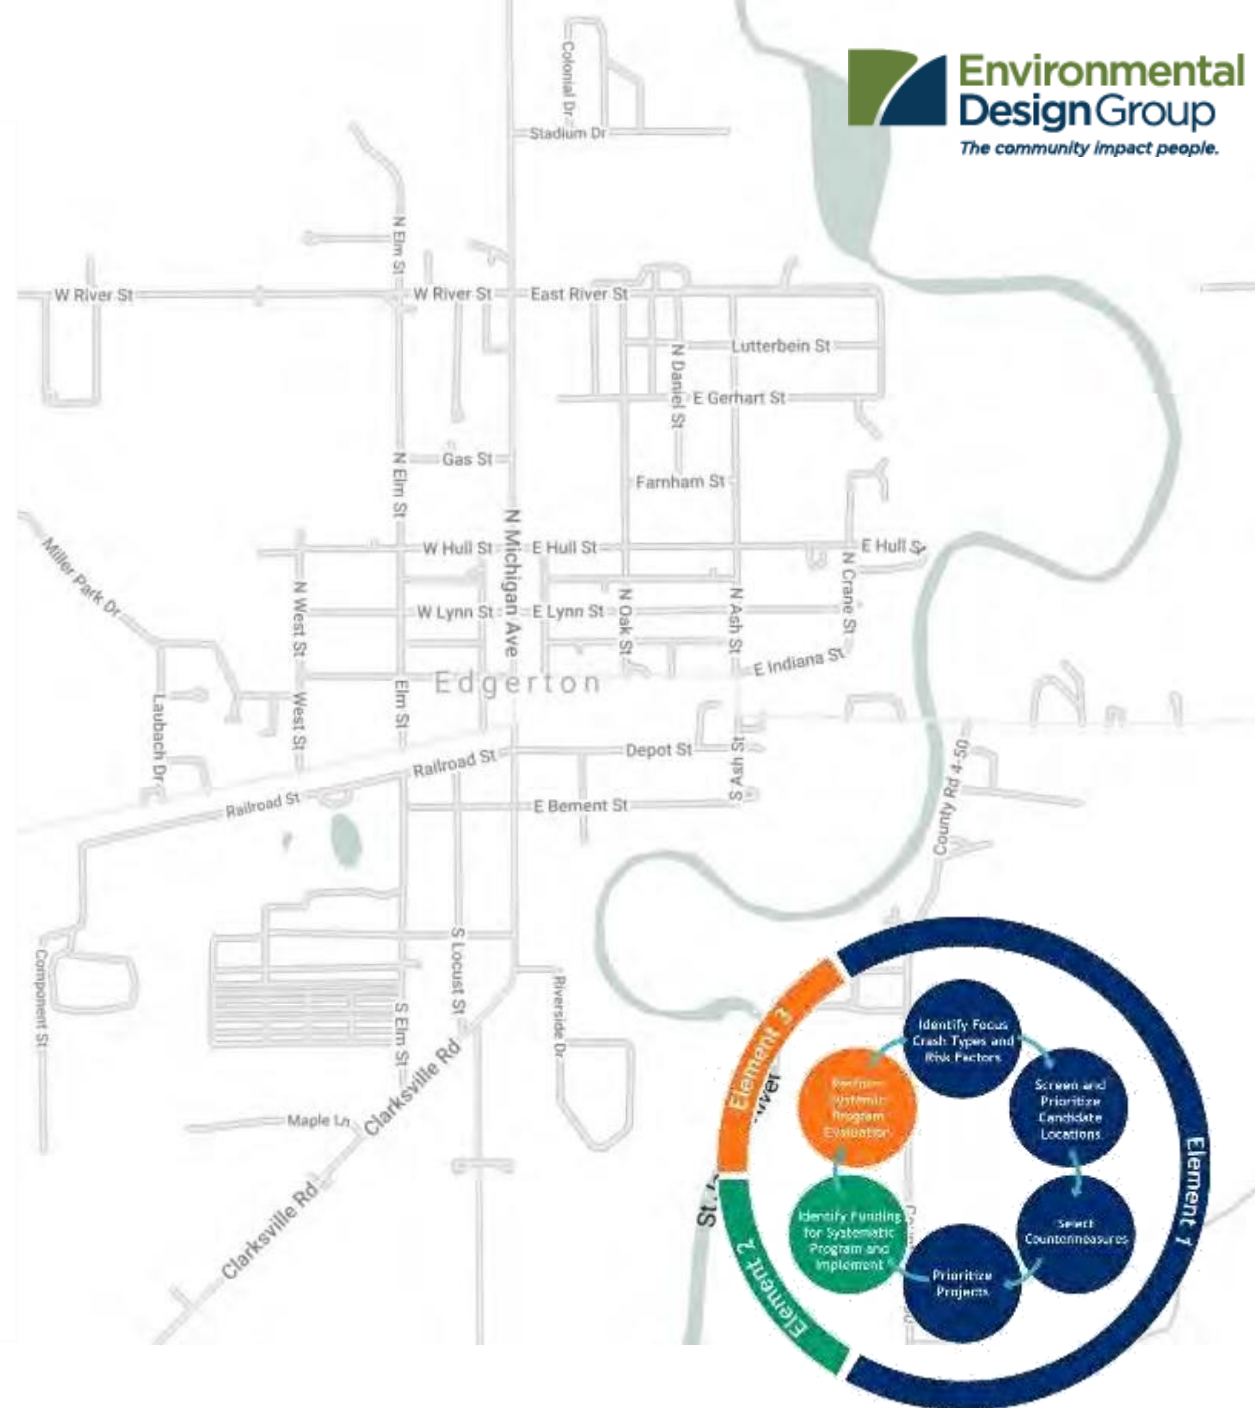 Environmental
Design Group
The community impact people.
Colonial Dr
Stadium Dr
N Elm St
W River St
W River St
East River St
Lutterbein St
N Daniel St
E Gerhart St
Gas St
N Elm St
Farnham St
N Michigan Ave
W Hull St
E Hull St
E Hull St
Miller Park Dr
N West St
W Lynn St
E Lynn St
N Oak St
N Ash St
N Crane St
E Indiana St
Edgerton
Elm St
West St
Laubach Dr
Railroad St
Depot St
S Ash St
County Rd 4-50
Railroad St
E Bement St
Component St
S Locust St
Riverside Dr
S Elm St
Clarksville Rd
Maple Ln
Clarksville Rd
St.
Element 3
Element 1
Element 2
Identify Focus
Crash Types and
Risk Factors
Screen and
Prioritize
Candidate
Locations
Select
Countermeasures
Prioritize
Projects
Identify Funding
for Systematic
Program and
Implement
Perform
Systemic
Program
Evaluation